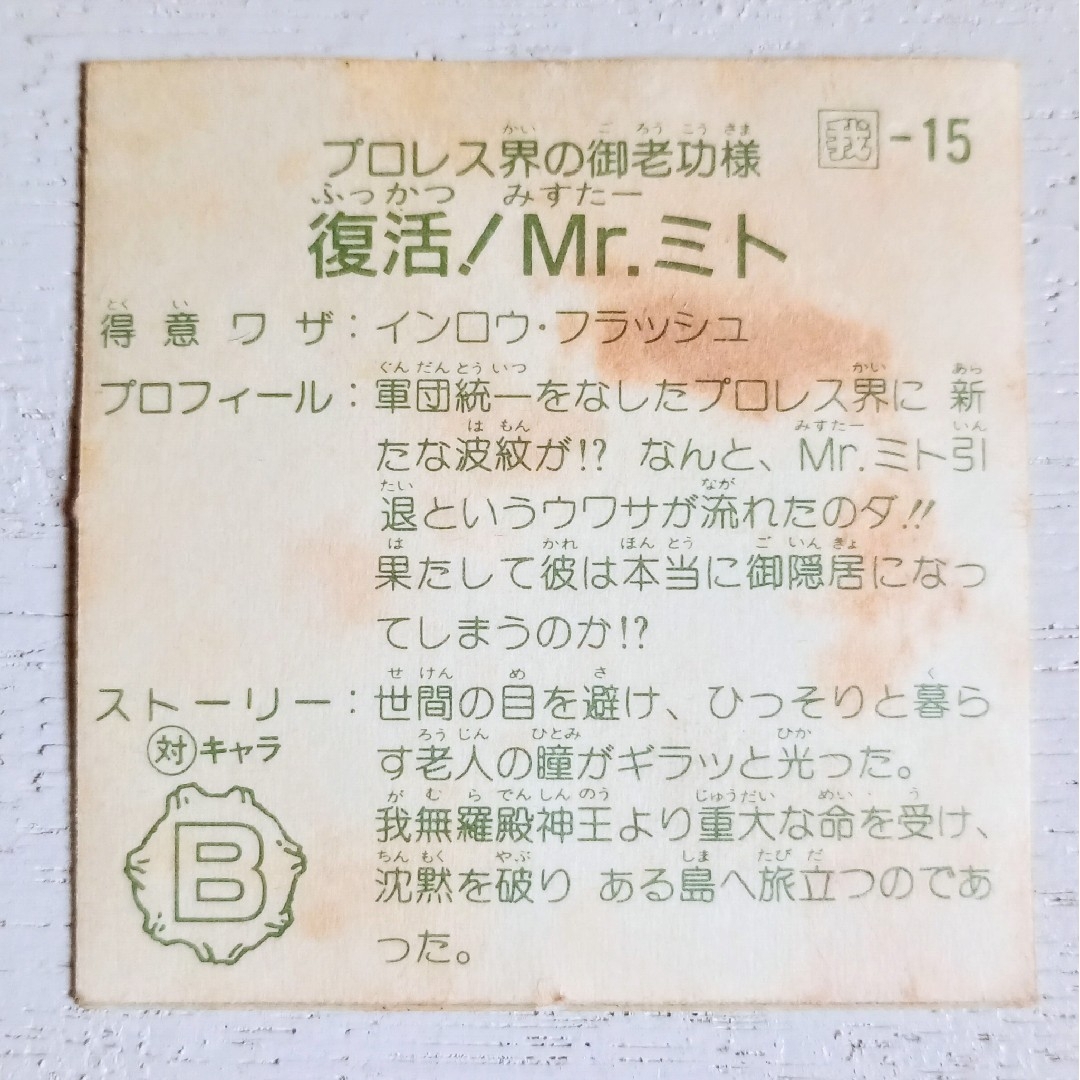 かい ご ろう こう さま
プロレス界の御老功様 我-15
ふっかつ みすたー
復活!Mr.ミト
とく い
得意ワザ:インロウ・フラッシュ
ぐんだんとういつ かい あら
プロフィール:軍団統一をなしたプロレス界に 新
は もん みすたー いん
たな波紋が!? なんと、Mr.ミト引
たい なが
退というウワサが流れたのダ!!
は かれ ほんとう ご いんきょ
果たして彼は本当に御隠居になっ
てしまうのか!?
せ けん め さ く
ストーリー:世間の目を避け、ひっそりと暮ら
ろうじん ひとみ ひか
対キャラ す老人の瞳がギラッと光った。
が む ら でんしんのう じゅうだい めい う
我無羅殿神王より重大な命を受け、
ちんもく やぶ しま たび だ
B 沈黙を破り ある島へ旅立つのであ
った。